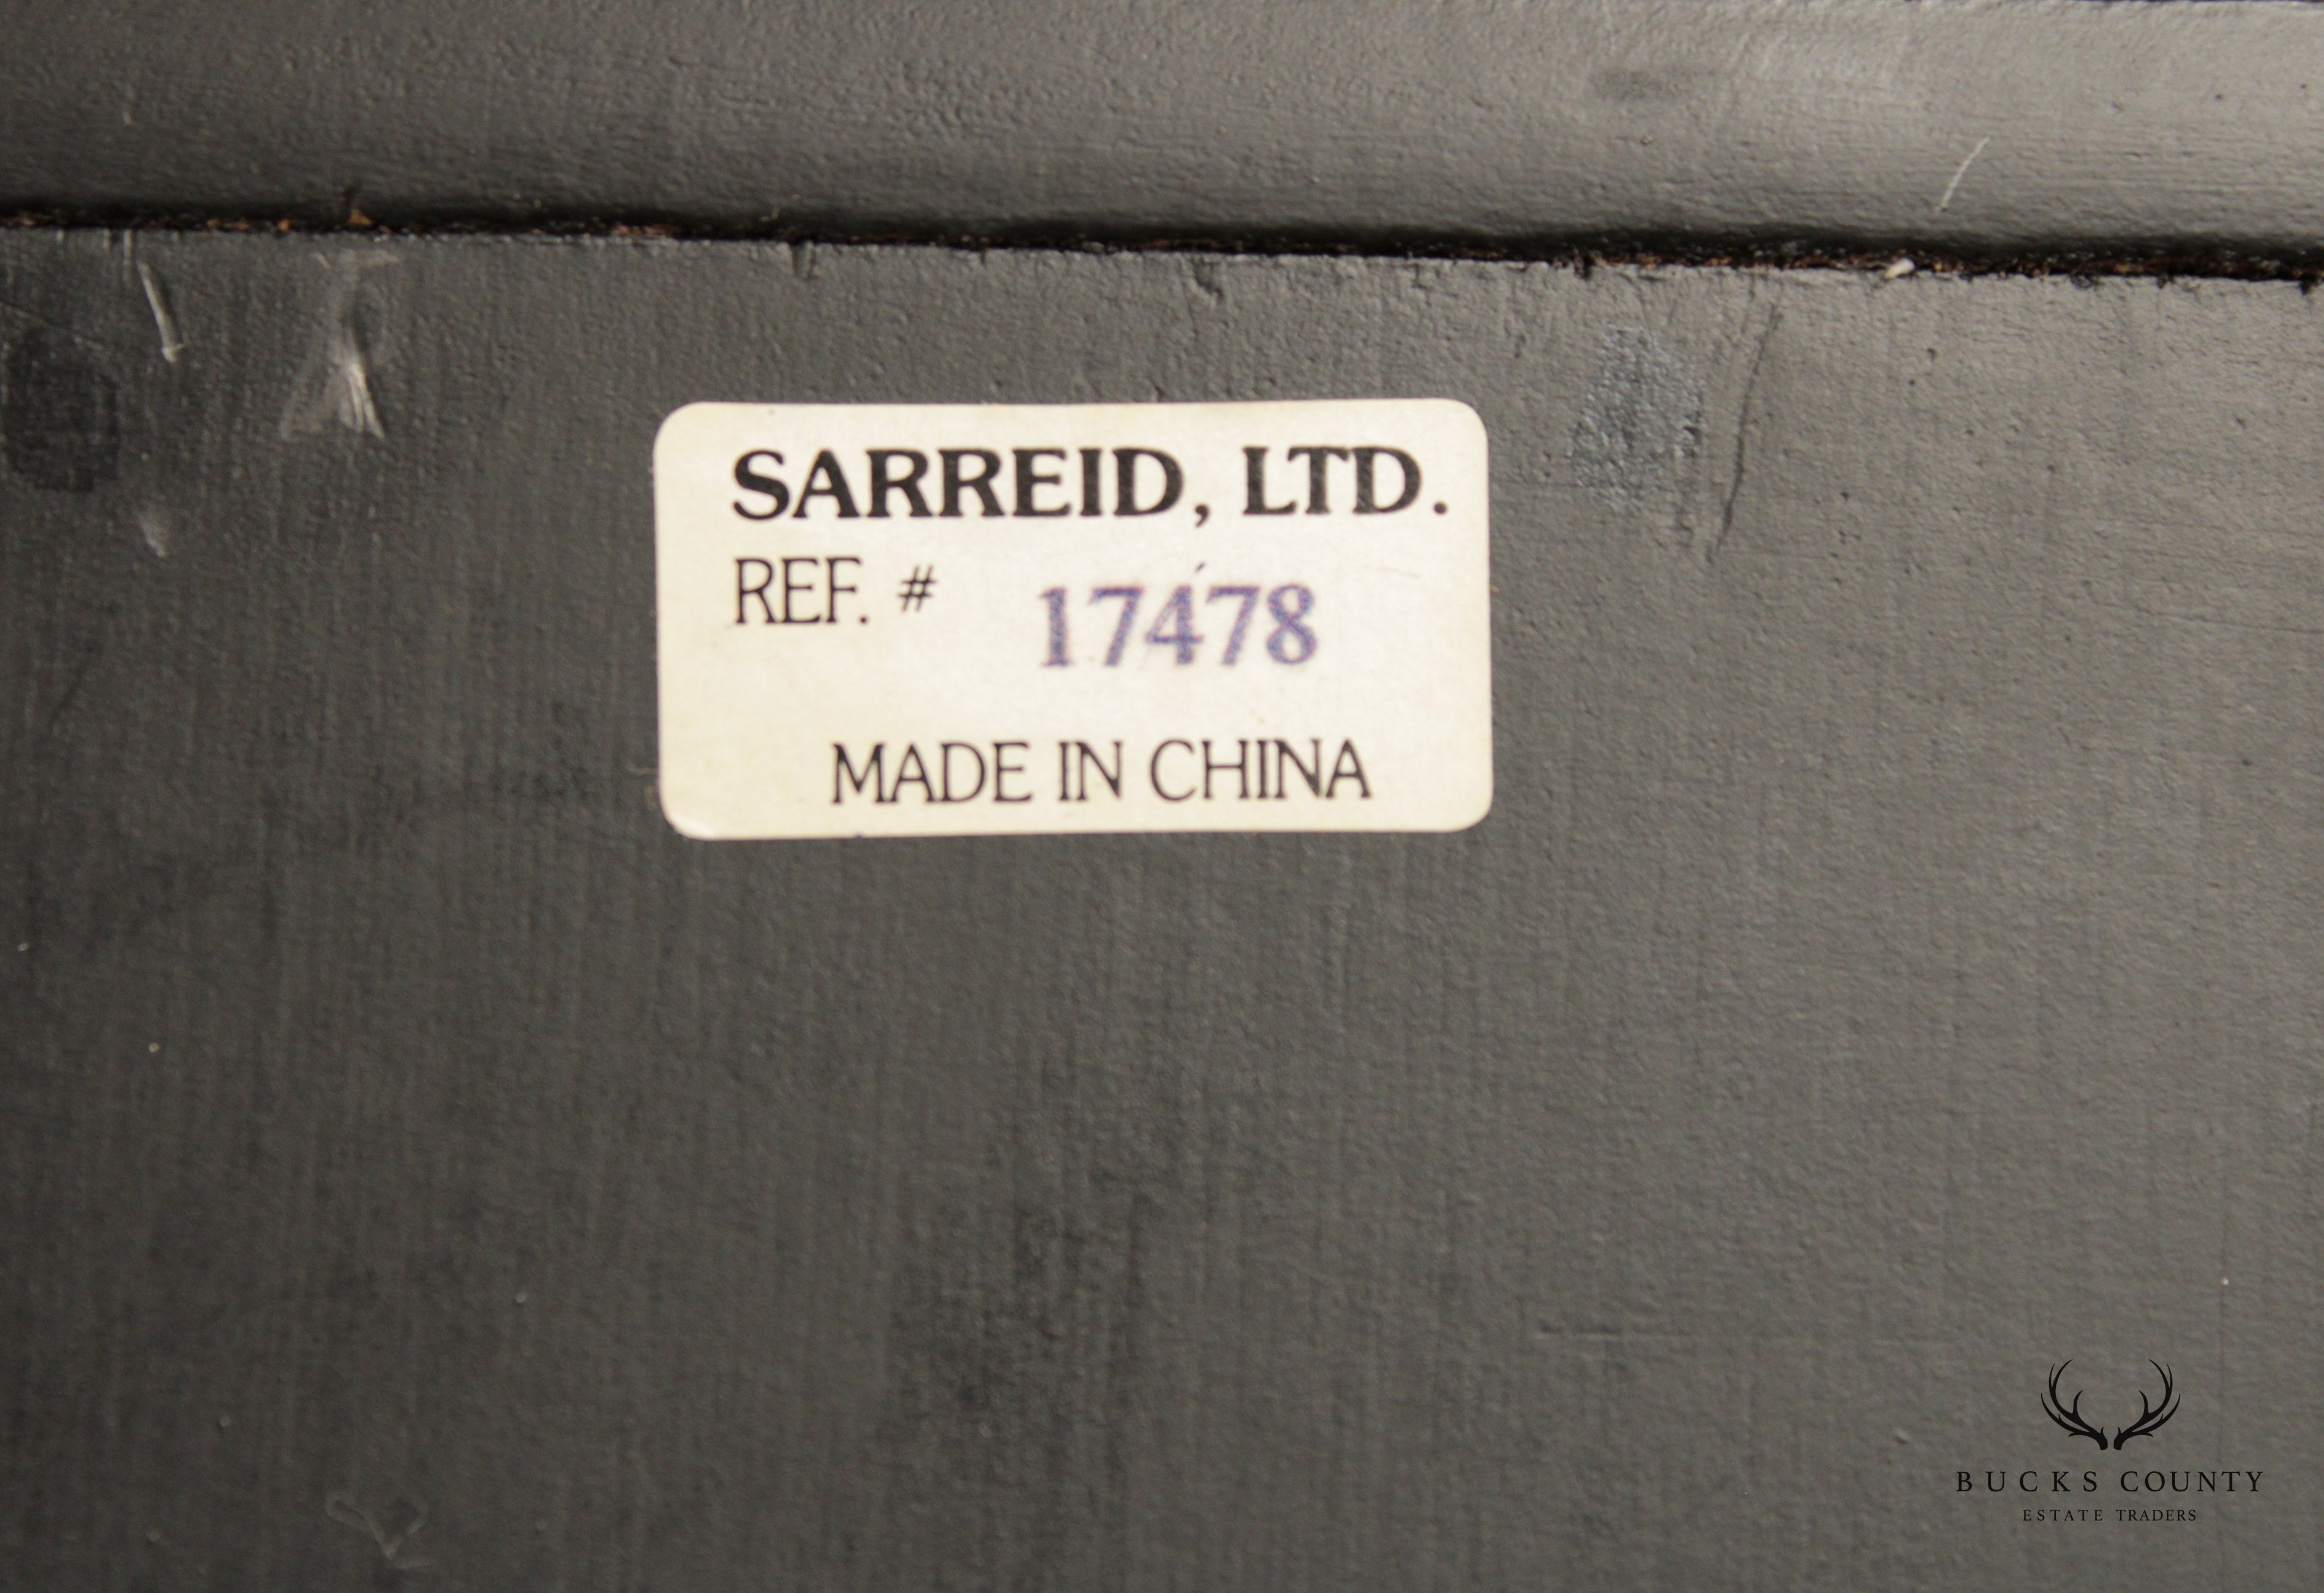 SARREID, LTD.
REF. # 17478
MADE IN CHINA
BUCKS COUNTY
ESTATE TRADERS